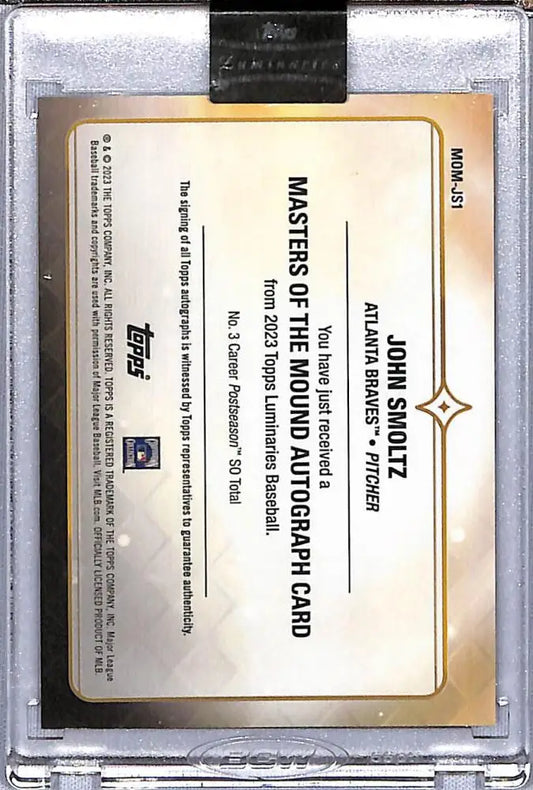 MOM-JS1
JOHN SMOLTZ
ATLANTA BRAVES™ • PITCHER
You have just received a
MASTERS OF THE MOUND AUTOGRAPH CARD
from 2023 Topps Luminaries Baseball.
No. 3 Career Postseason™ SO Total
The signing of all Topps autographs is witnessed by Topps representatives to guarantee authenticity.
topps
® & © 2023 THE TOPPS COMPANY, INC. ALL RIGHTS RESERVED. TOPPS IS A REGISTERED TRADEMARK OF THE TOPPS COMPANY, INC. Major League
Baseball trademarks and copyrights are used with permission of Major League Baseball. Visit MLB.com. OFFICIALLY LICENSED PRODUCT OF MLB.
BCW